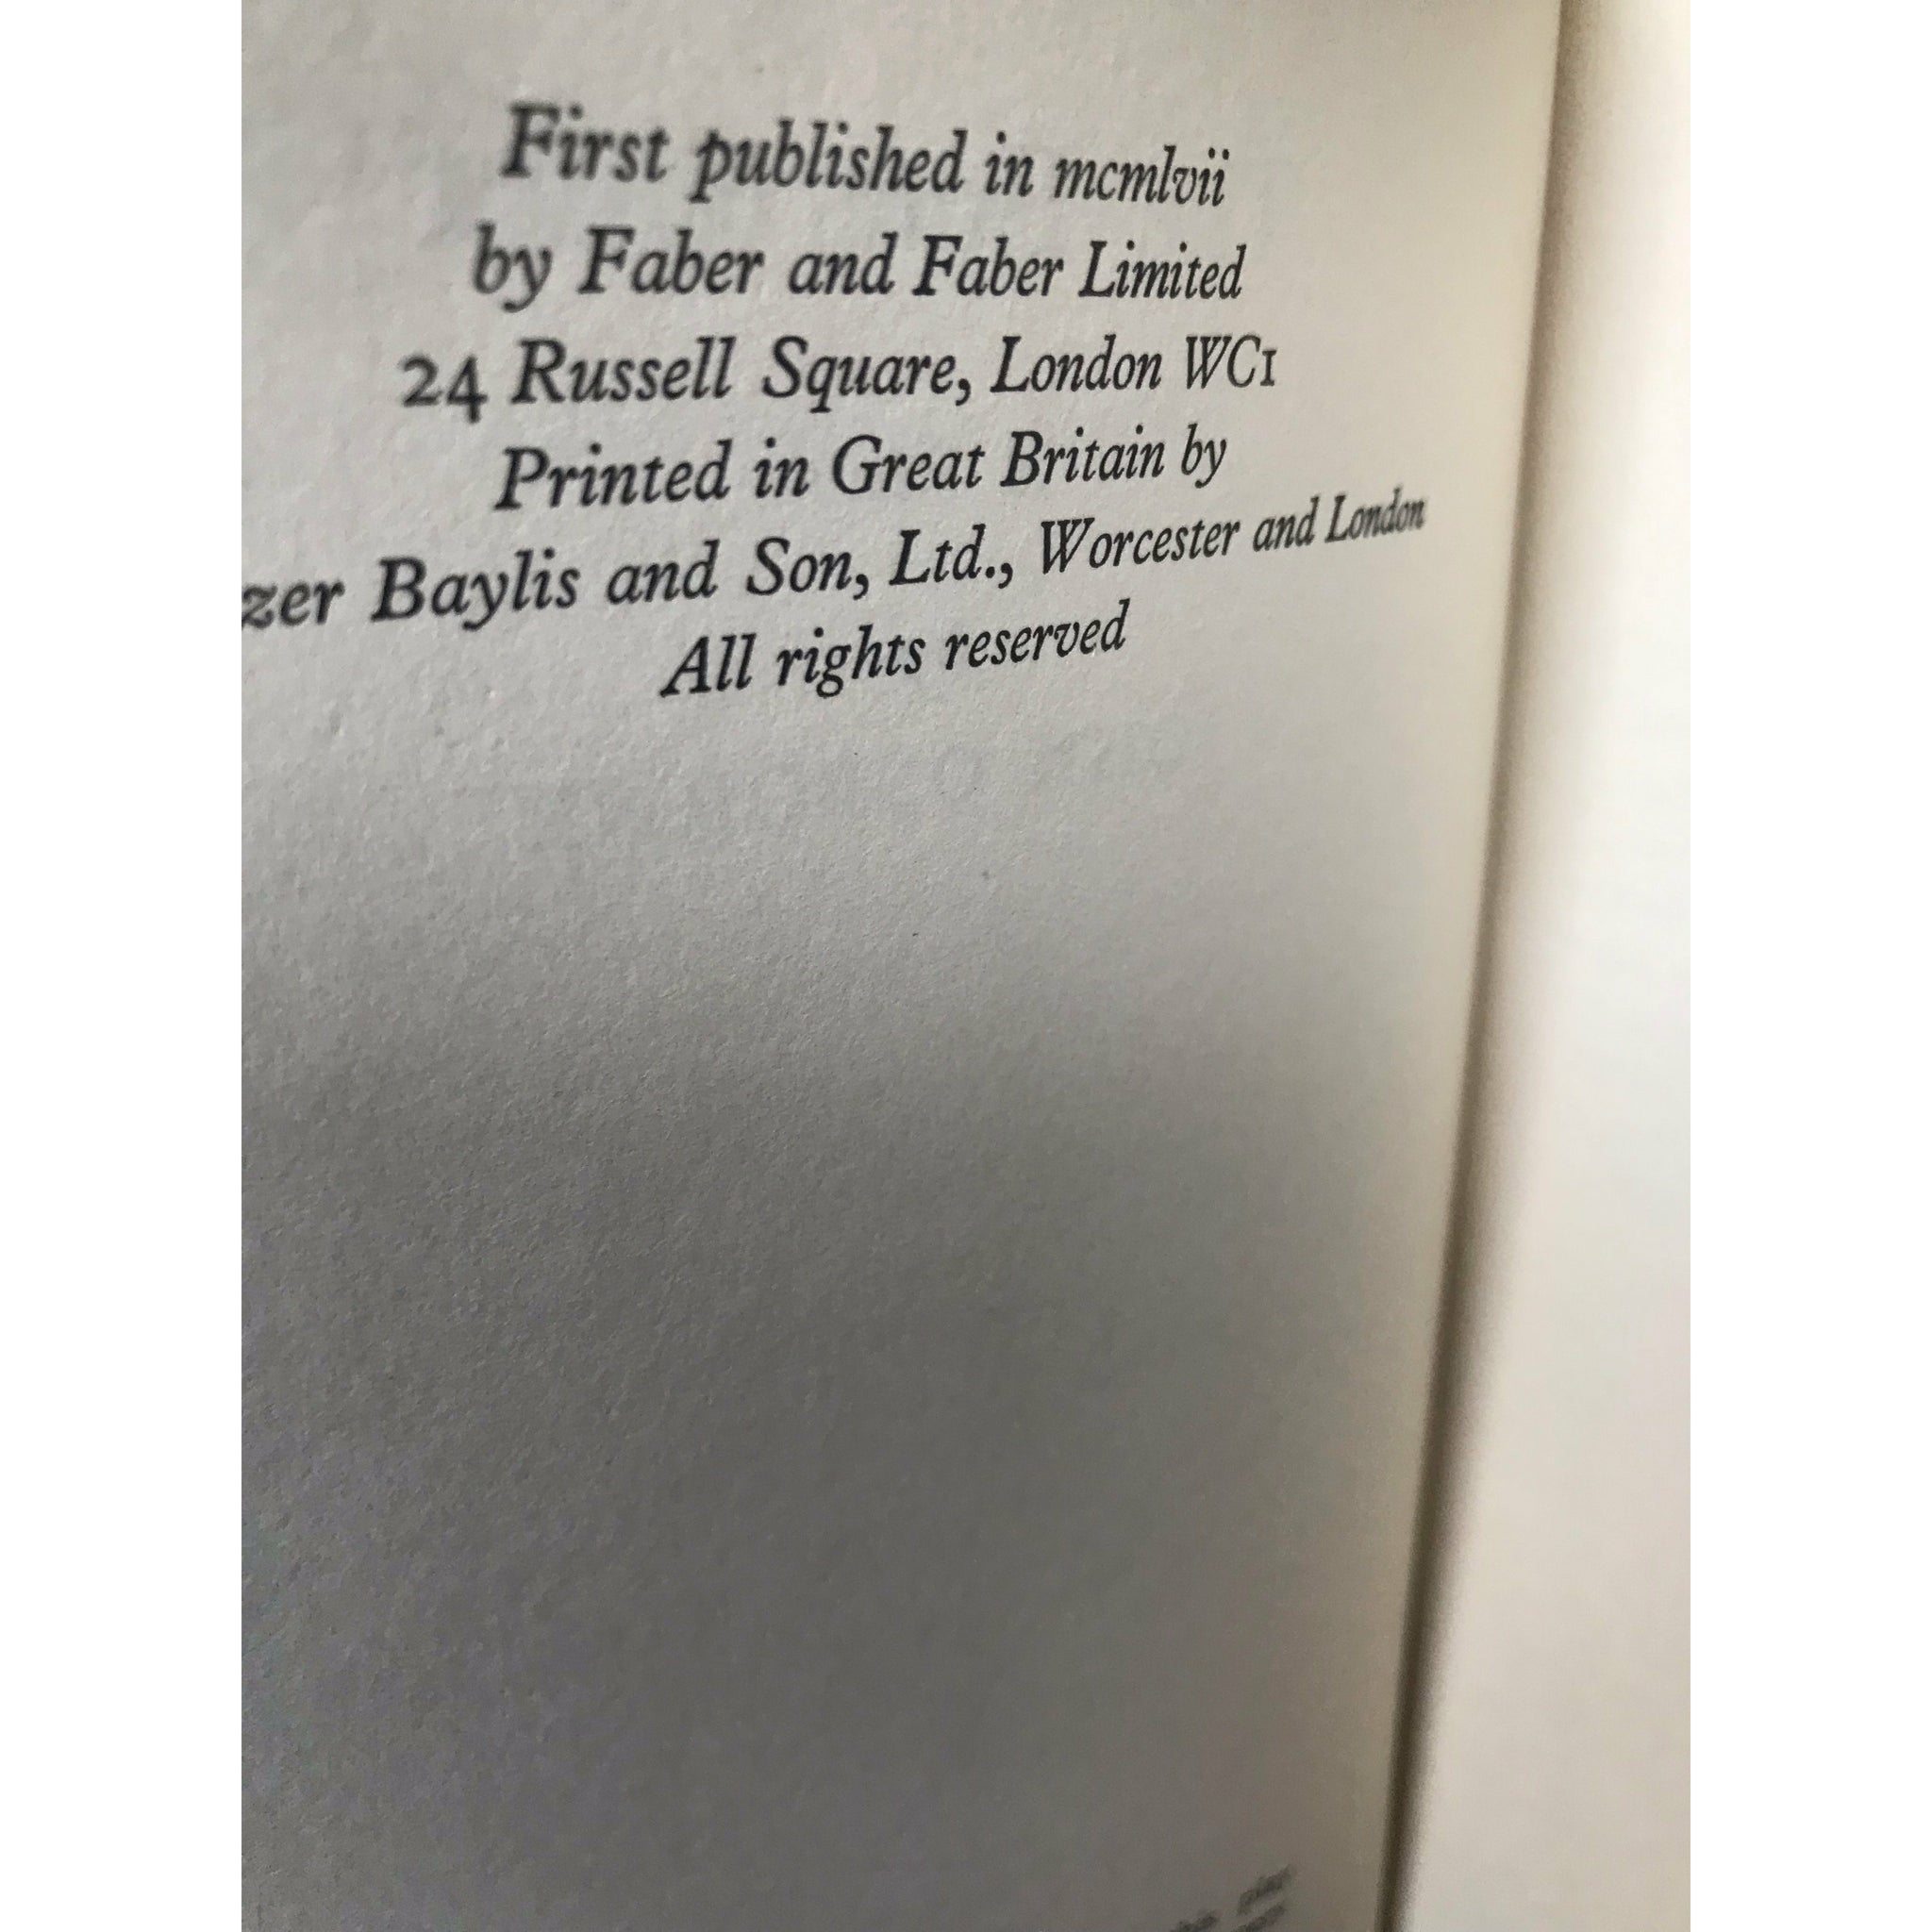 First published in mcmlvii
by Faber and Faber Limited
24 Russell Square, London WC1
Printed in Great Britain by
zer Baylis and Son, Ltd., Worcester and London
All rights reserved